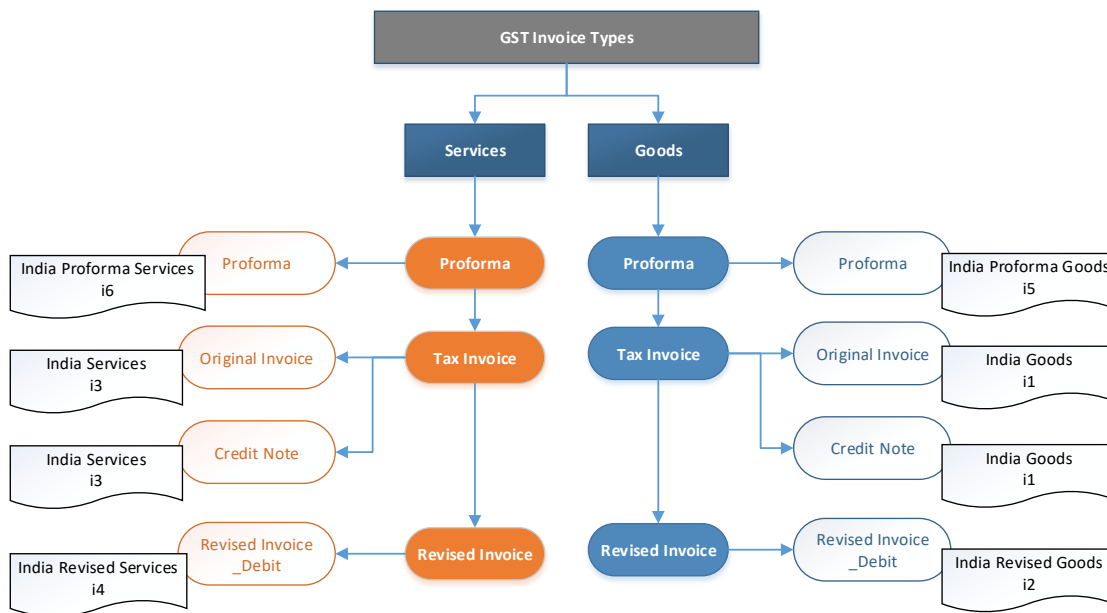 GST Invoice Types
Services
Goods
Proforma
India Proforma Services
i6
Proforma
Proforma
Proforma
India Proforma Goods
i5
Original Invoice
India Services
i3
Tax Invoice
Tax Invoice
Original Invoice
India Goods
i1
Credit Note
India Services
i3
Credit Note
India Goods
i1
Revised Invoice
_Debit
India Revised Services
i4
Revised Invoice
Revised Invoice
Revised Invoice
_Debit
India Revised Goods
i2